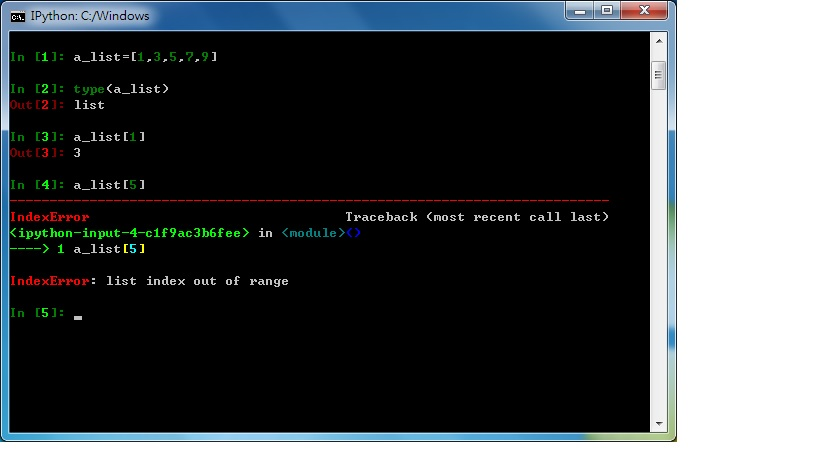 IPython: C:/Windows
In [1]: a_list=[1,3,5,7,9]
In [2]: type(a_list)
Out[2]: list
In [3]: a_list[1]
Out[3]: 3
In [4]: a_list[5]
---------------------------------------------------------------------------
IndexError                                Traceback (most recent call last)
<ipython-input-4-c1f9ac3b6fee> in <module>()
----> 1 a_list[5]
IndexError: list index out of range
In [5]: _